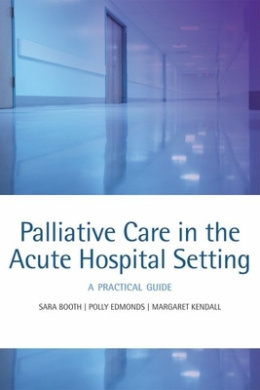 Palliative Care in the
Acute Hospital Setting
A PRACTICAL GUIDE
SARA BOOTH | POLLY EDMONDS | MARGARET KENDALL